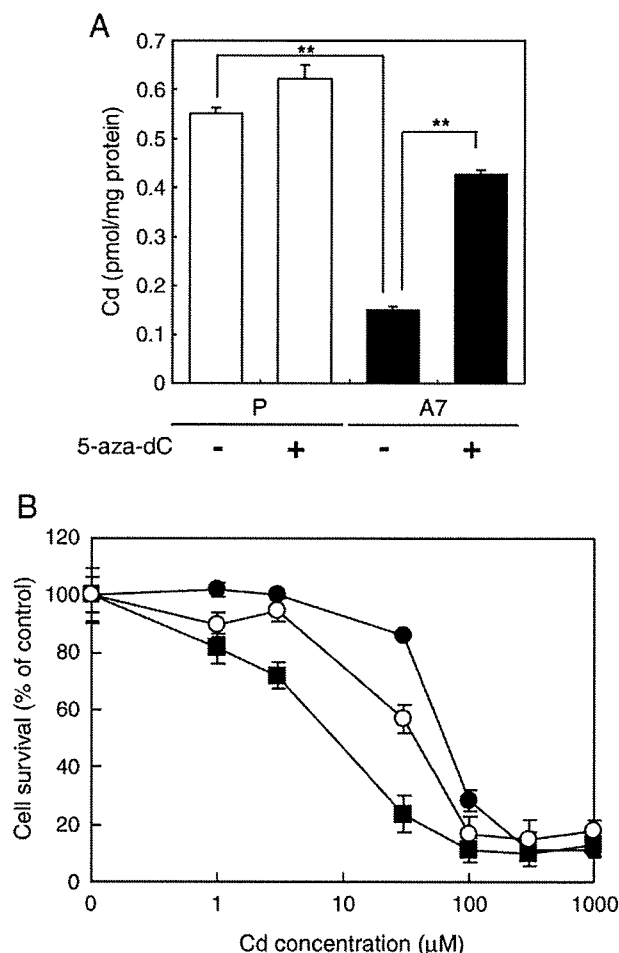 A
Cd (pmol/mg protein)
0.7
0.6
0.5
0.4
0.3
0.2
0.1
0
**
**
P A7
5-aza-dC - + - +
B
Cell survival (% of control)
120
100
80
60
40
20
0
0 1 10 100 1000
Cd concentration (μM)